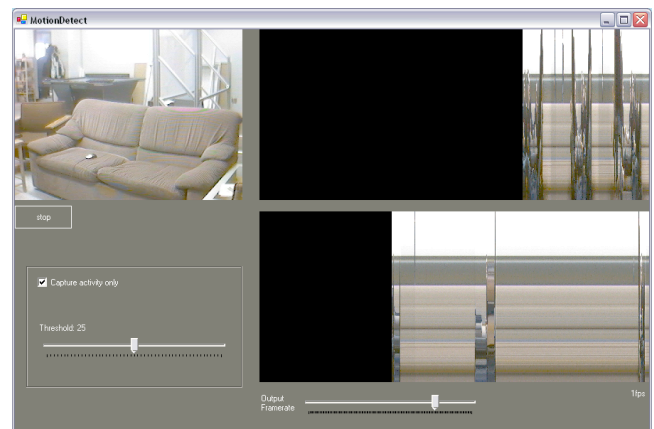 MotionDetect
stop
Capture activity only
Threshold: 25
Output
Framerate
1fps